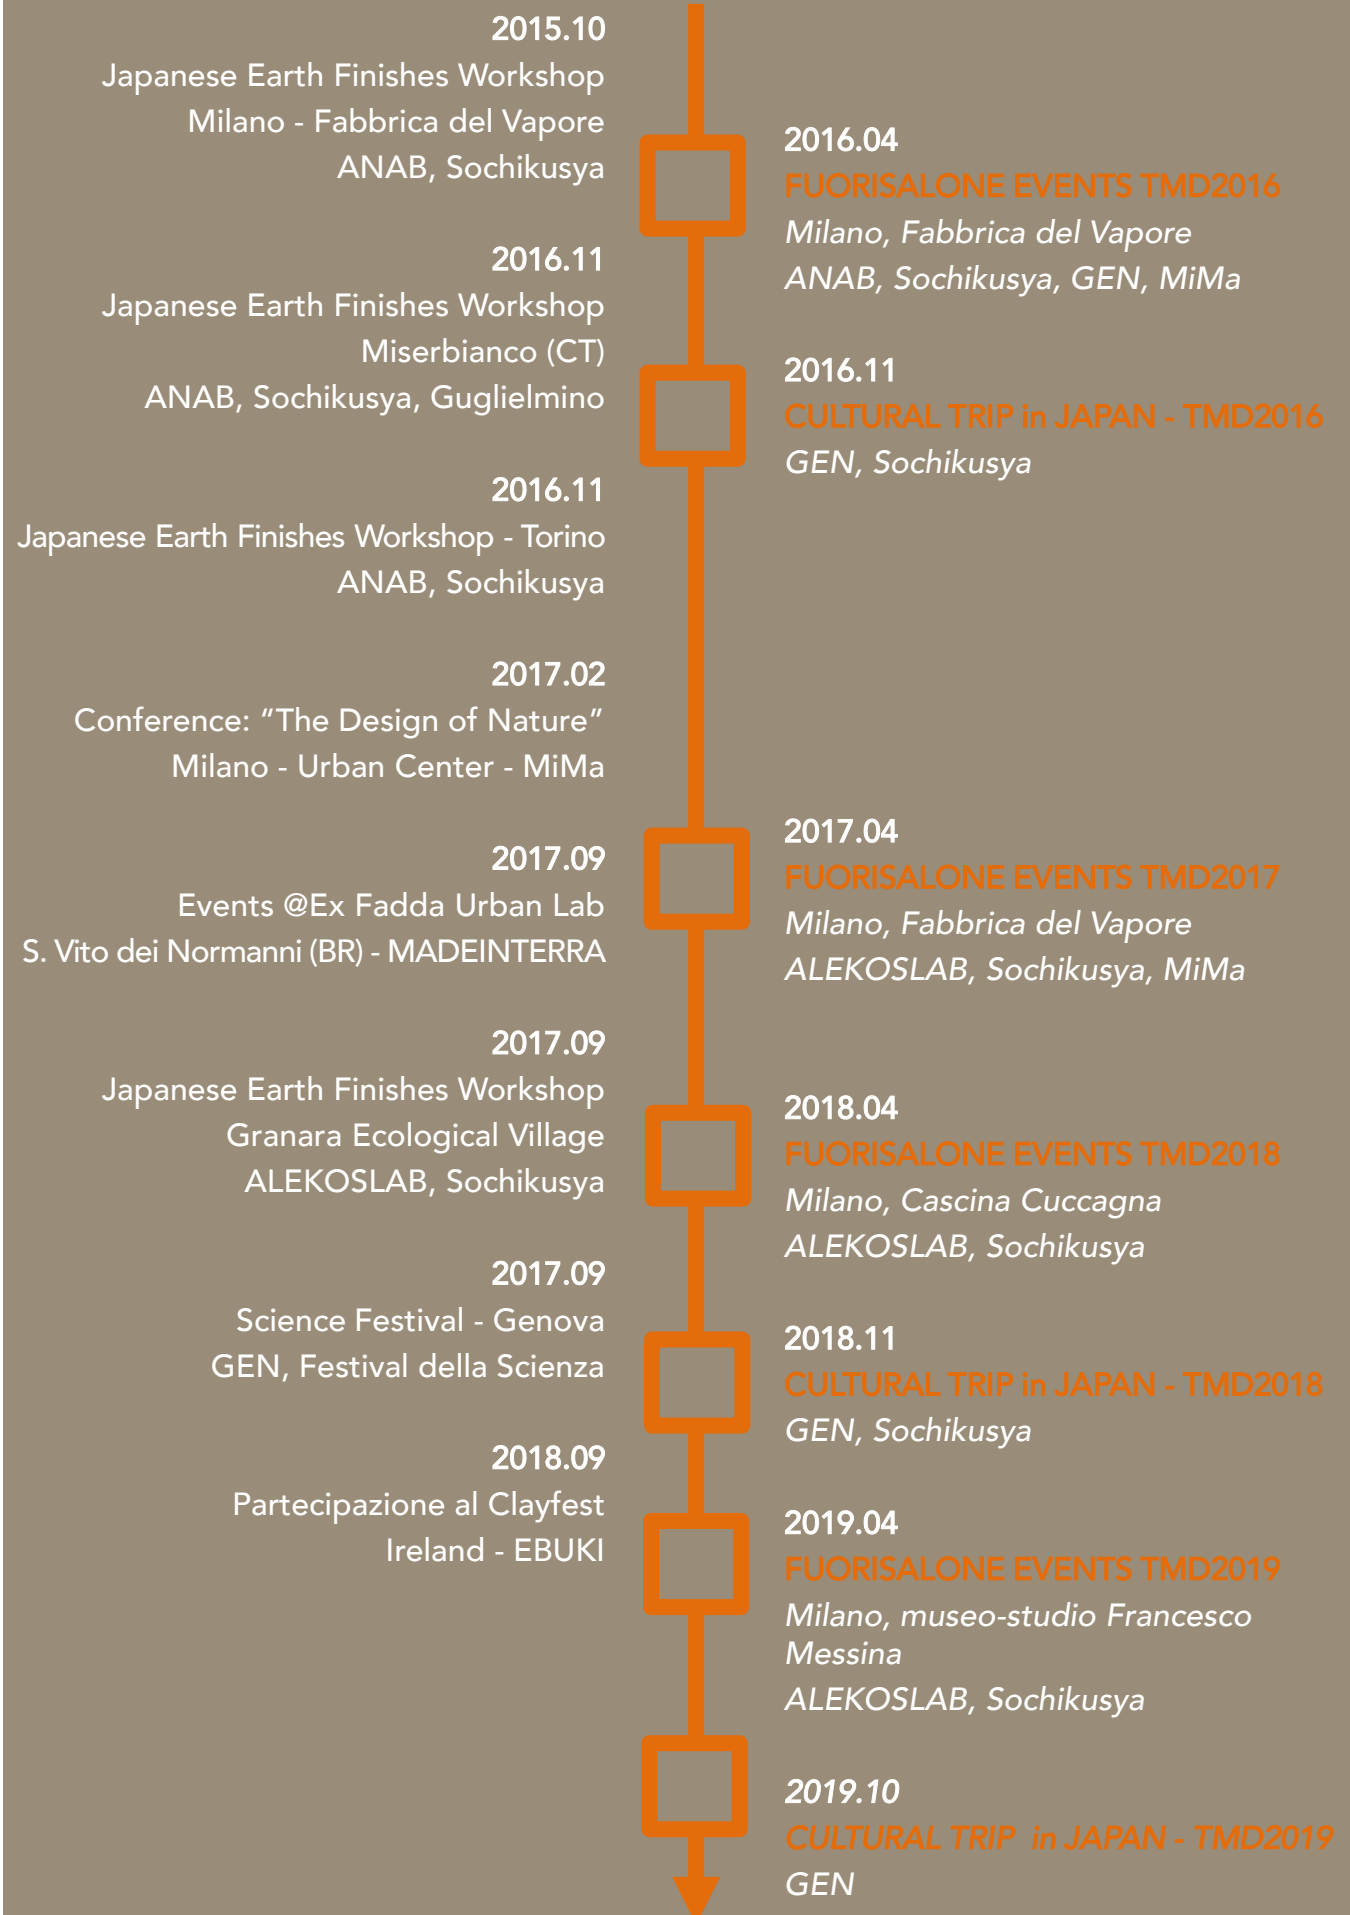 2015.10
Japanese Earth Finishes Workshop
Milano - Fabbrica del Vapore
ANAB, Sochikusya
2016.11
Japanese Earth Finishes Workshop
Miserbianco (CT)
ANAB, Sochikusya, Guglielmino
2016.11
Japanese Earth Finishes Workshop - Torino
ANAB, Sochikusya
2017.02
Conference: “The Design of Nature”
Milano - Urban Center - MiMa
2017.09
Events @Ex Fadda Urban Lab
S. Vito dei Normanni (BR) - MADEINTERRA
2017.09
Japanese Earth Finishes Workshop
Granara Ecological Village
ALEKOSLAB, Sochikusya
2017.09
Science Festival - Genova
GEN, Festival della Scienza
2018.09
Partecipazione al Clayfest
Ireland - EBUKI
2016.04
FUORISALONE EVENTS TMD2016
Milano, Fabbrica del Vapore
ANAB, Sochikusya, GEN, MiMa
2016.11
CULTURAL TRIP in JAPAN - TMD2016
GEN, Sochikusya
2017.04
FUORISALONE EVENTS TMD2017
Milano, Fabbrica del Vapore
ALEKOSLAB, Sochikusya, MiMa
2018.04
FUORISALONE EVENTS TMD2018
Milano, Cascina Cuccagna
ALEKOSLAB, Sochikusya
2018.11
CULTURAL TRIP in JAPAN - TMD2018
GEN, Sochikusya
2019.04
FUORISALONE EVENTS TMD2019
Milano, museo-studio Francesco
Messina
ALEKOSLAB, Sochikusya
2019.10
CULTURAL TRIP in JAPAN - TMD2019
GEN